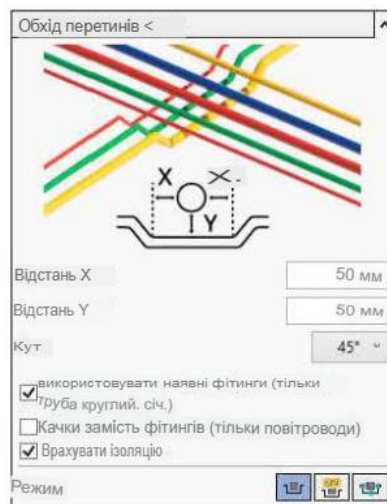 Обхід перетинів <
X X
Y
Відстань X 50 мм
Відстань Y 50 мм
Кут 45°
використовувати наявні фітинги (тільки
труба круглий. січ.)
Качки замість фітингів (тільки повітроводи)
Врахувати ізоляцію
Режим